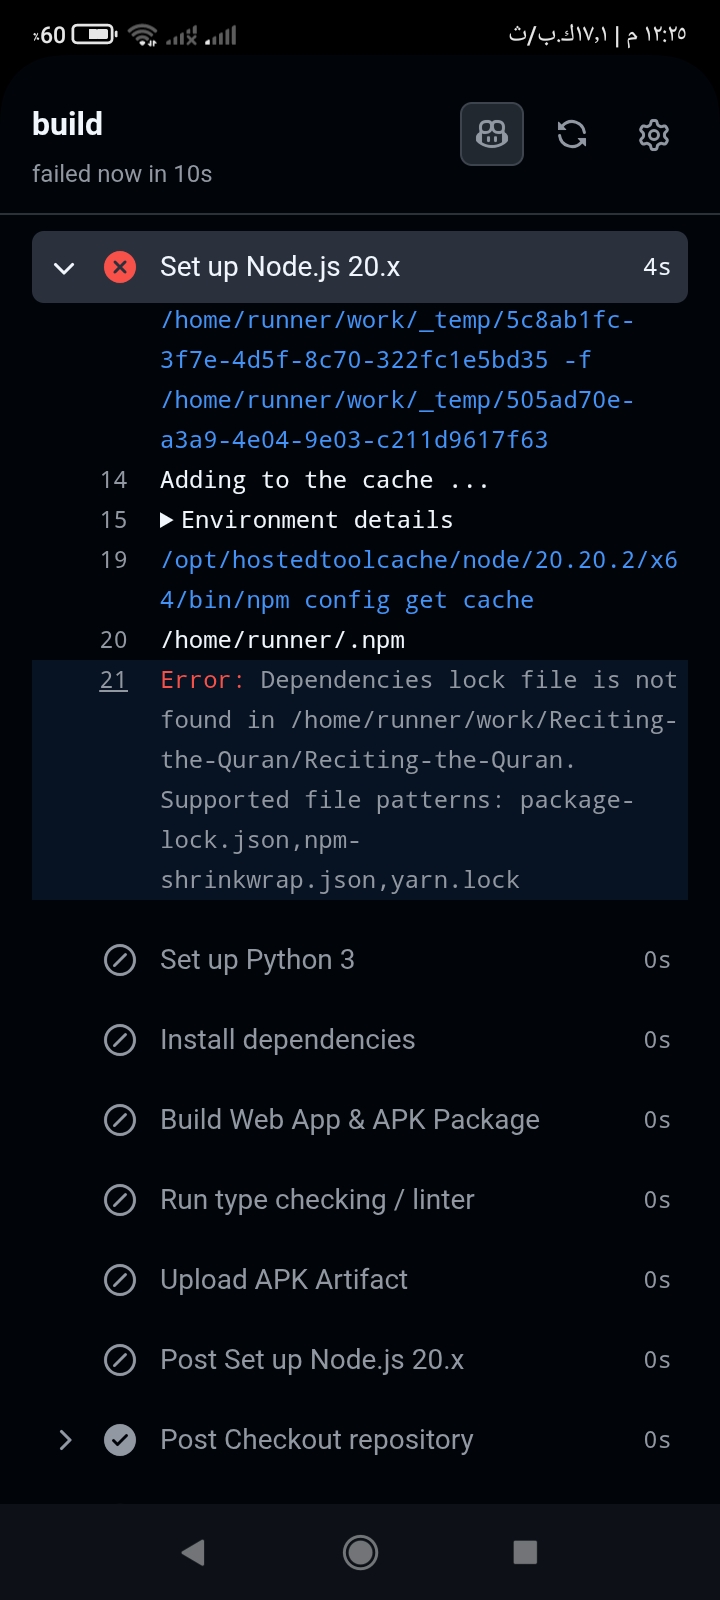 ١٢:٢٥ م | ١٧٫١ك.ب/ث
٪60
build
failed now in 10s
Set up Node.js 20.x 4s
/home/runner/work/_temp/5c8ab1fc-
3f7e-4d5f-8c70-322fc1e5bd35 -f
/home/runner/work/_temp/505ad70e-
a3a9-4e04-9e03-c211d9617f63
14 Adding to the cache ...
15 Environment details
19 /opt/hostedtoolcache/node/20.20.2/x6
4/bin/npm config get cache
20 /home/runner/.npm
21 Error: Dependencies lock file is not
found in /home/runner/work/Reciting-
the-Quran/Reciting-the-Quran.
Supported file patterns: package-
lock.json,npm-
shrinkwrap.json,yarn.lock
Set up Python 3 0s
Install dependencies 0s
Build Web App & APK Package 0s
Run type checking / linter 0s
Upload APK Artifact 0s
Post Set up Node.js 20.x 0s
Post Checkout repository 0s